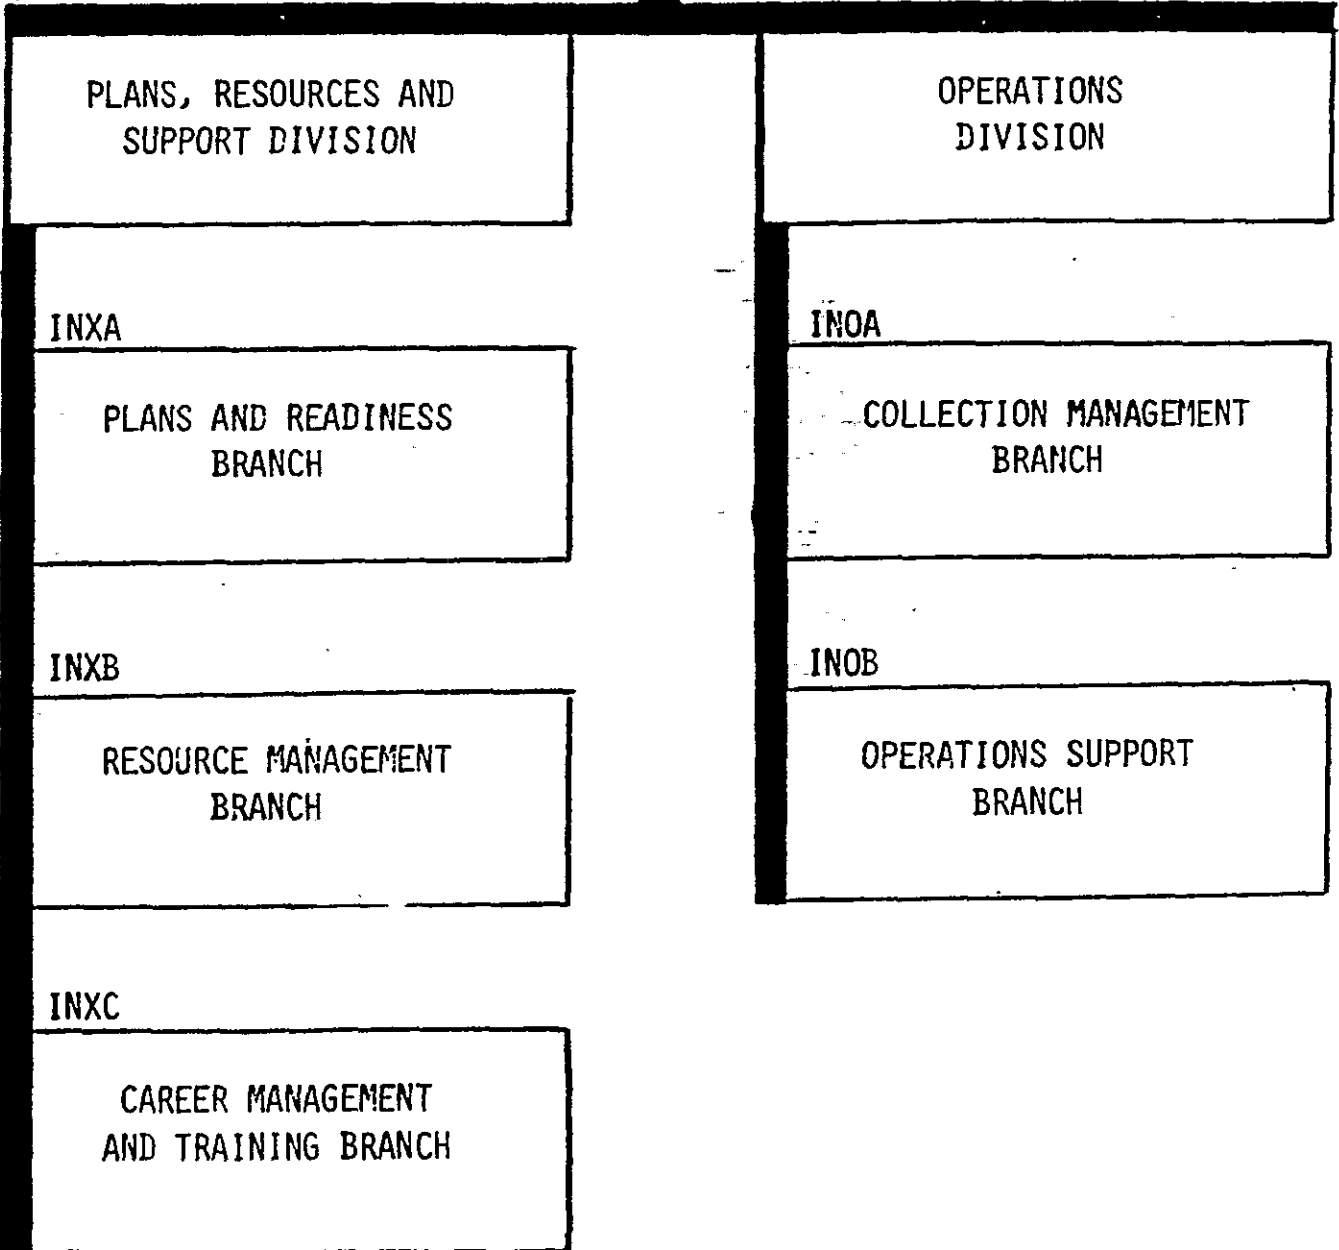 PLANS, RESOURCES AND
SUPPORT DIVISION
INXA
PLANS AND READINESS
BRANCH
INXB
RESOURCE MANAGEMENT
BRANCH
INXC
CAREER MANAGEMENT
AND TRAINING BRANCH
OPERATIONS
DIVISION
INOA
COLLECTION MANAGEMENT
BRANCH
INOB
OPERATIONS SUPPORT
BRANCH